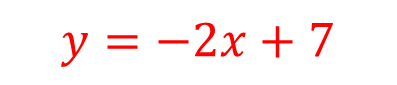 y = −2x + 7